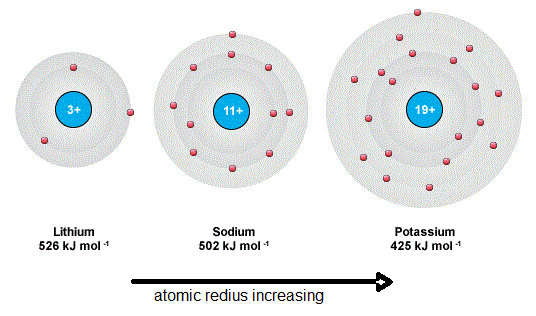 3+
11+
19+
Lithium
526 kJ mol -1
Sodium
502 kJ mol -1
Potassium
425 kJ mol -1
atomic redius increasing